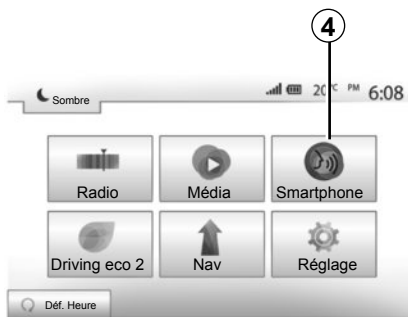 4
Sombre
20°C PM 6:08
Radio Média Smartphone
Driving eco 2 Nav Réglage
Déf. Heure